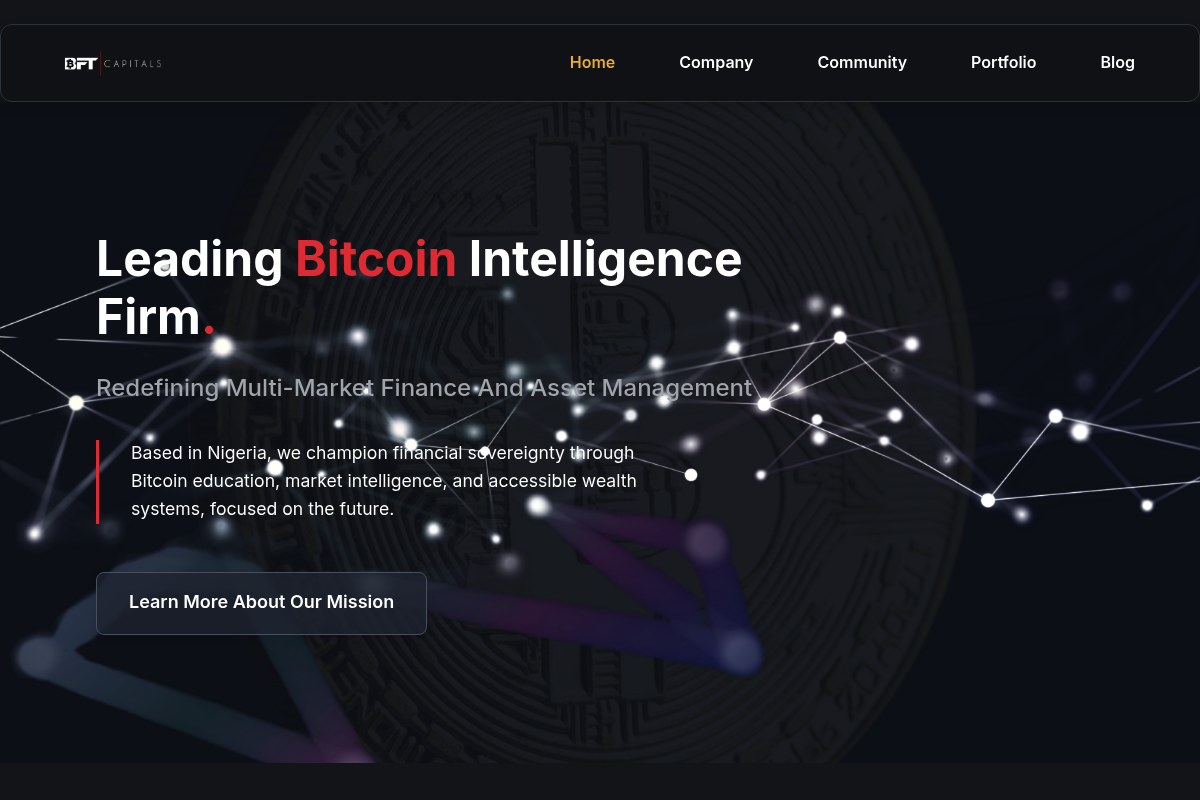 BFT CAPITALS
Home
Company
Community
Portfolio
Blog
Leading Bitcoin Intelligence
Firm.
Redefining Multi-Market Finance And Asset Management
Based in Nigeria, we champion financial sovereignty through
Bitcoin education, market intelligence, and accessible wealth
systems, focused on the future.
Learn More About Our Mission